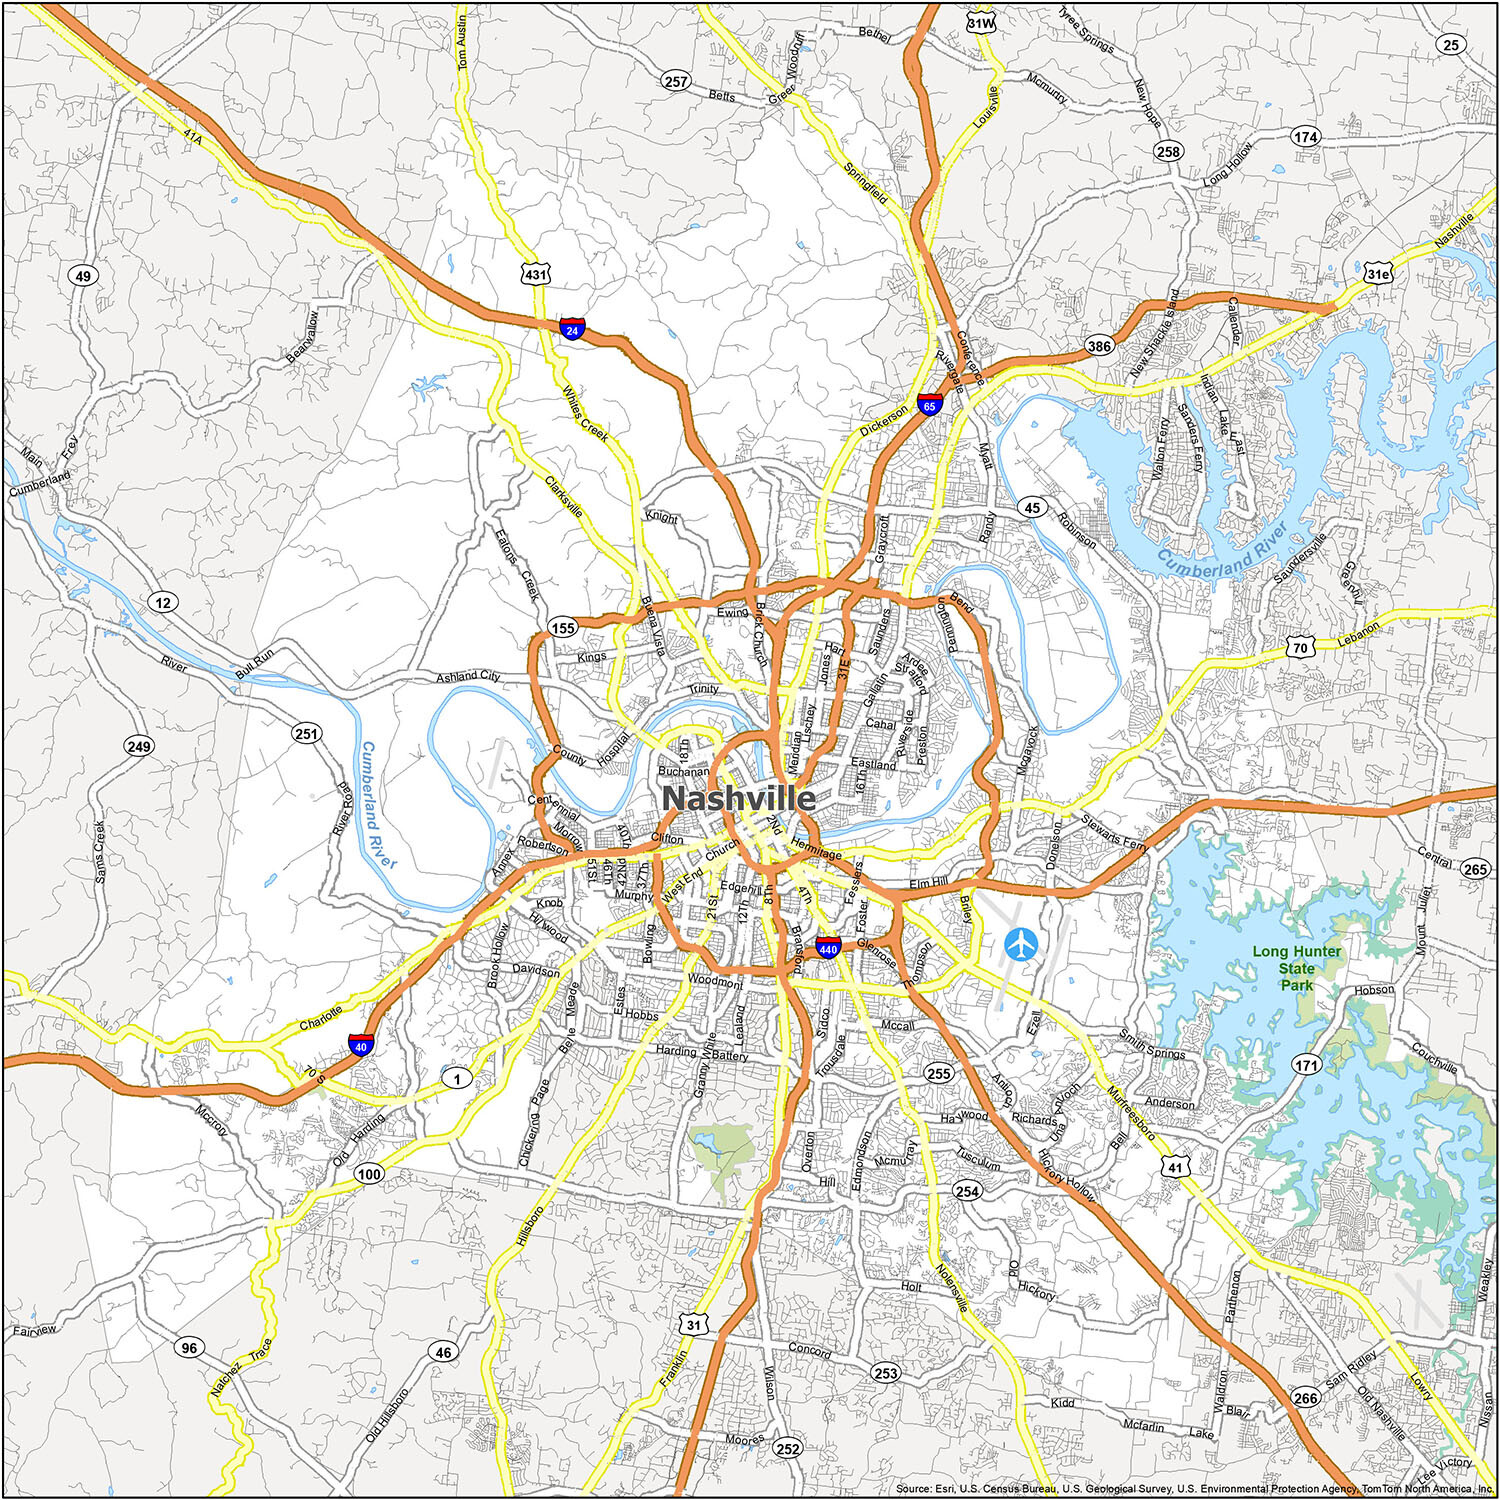 31W
Tyree Springs
25
Tom Austin
Bethel
Woodruff
257
Betts
Greer
Mcmurtry
New Hope
Louisville
41A
174
258
Long Hollow
Springfield
Nashville
49
431
31e
24
Bearwallow
New Shackle Island
Callender
386
Conference
Rivergate
65
Whites Creek
Dickerson
Indian Lake
East
Walton Ferry
Sanders Ferry
Main
Frey
Cumberland
Myatt
Clarksville
45
Robinson
Knight
Randy
Graycroft
Cumberland River
Saundersville
Greenhill
Eatons Creek
12
155
Ewing
Buena Vista
Brick Church
Bend
Pennington
Saunders
70
Lebanon
River
Bull Run
Kings
Hart
Jones
31E
Ardee
Stratford
Ashland City
Trinity
Gallatin
251
249
Cumberland River
County
Hospital
18Th
Lischey
Meridian
Cahal
Riverside
Preston
Mcgavock
Buchanan
Eastland
16Th
Nashville
River Road
Centennial
Morrow
Robertson
40Th
Clifton
2Nd
Hermitage
Church
Stewarts Ferry
Donelson
Sams Creek
Annex
51St
46Th
42Nd
37Th
Murphy
West End
Edgehill
8Th
4Th
Fesslers
Elm Hill
Central
265
Knob
Hillwood
21St
12Th
Foster
Briley
Mount Juliet
Brook Hollow
Bowling
Bransford
440
Glenrose
Thompson
Long Hunter
State
Park
Davidson
Woodmont
Hobson
Belle Meade
Estes
Hobbs
Lealand
Sidco
Mccall
Ezell
Charlotte
40
Harding
Battery
Granny White
Trousdale
Smith Springs
Couchville
70 S
1
255
171
Antioch
Mcrory
Old Harding
Chickering
Page
Haywood
Richards
Una
Anderson
Murfreesboro
Bell
Overton
Edmondson
Mcmurray
Tusculum
Hickory Hollow
41
100
Hill
254
Hillsboro
Old Hickory
Nolensville
Holt
Parthenon
Weakley
Fairview
96
31
46
Natchez Trace
Franklin
Concord
253
Wilson
Sam Ridley
266
Lowry
Waldron
Old Hillsboro
Kidd
Mcfarlin
Blair
Lake
Old Nashville
Nissan
Moores
252
Lee Victory
Source: Esri, U.S. Census Bureau, U.S. Geological Survey, U.S. Environmental Protection Agency, TomTom North America, Inc.